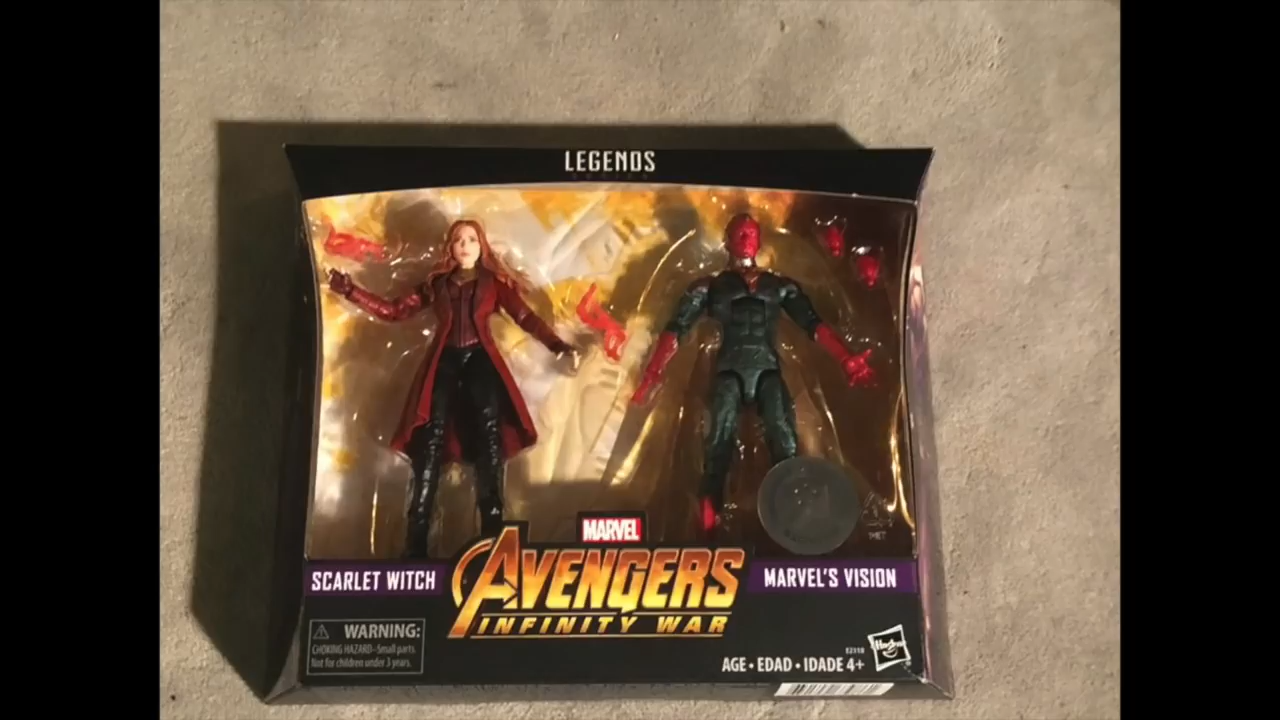 LEGENDS
MARVEL
AVENGERS
INFINITY WAR
SCARLET WITCH
MARVEL'S VISION
WARNING:
CHOKING HAZARD–Small parts.
Not for children under 3 years.
E2318
AGE • EDAD • IDADE 4+
Hasbro